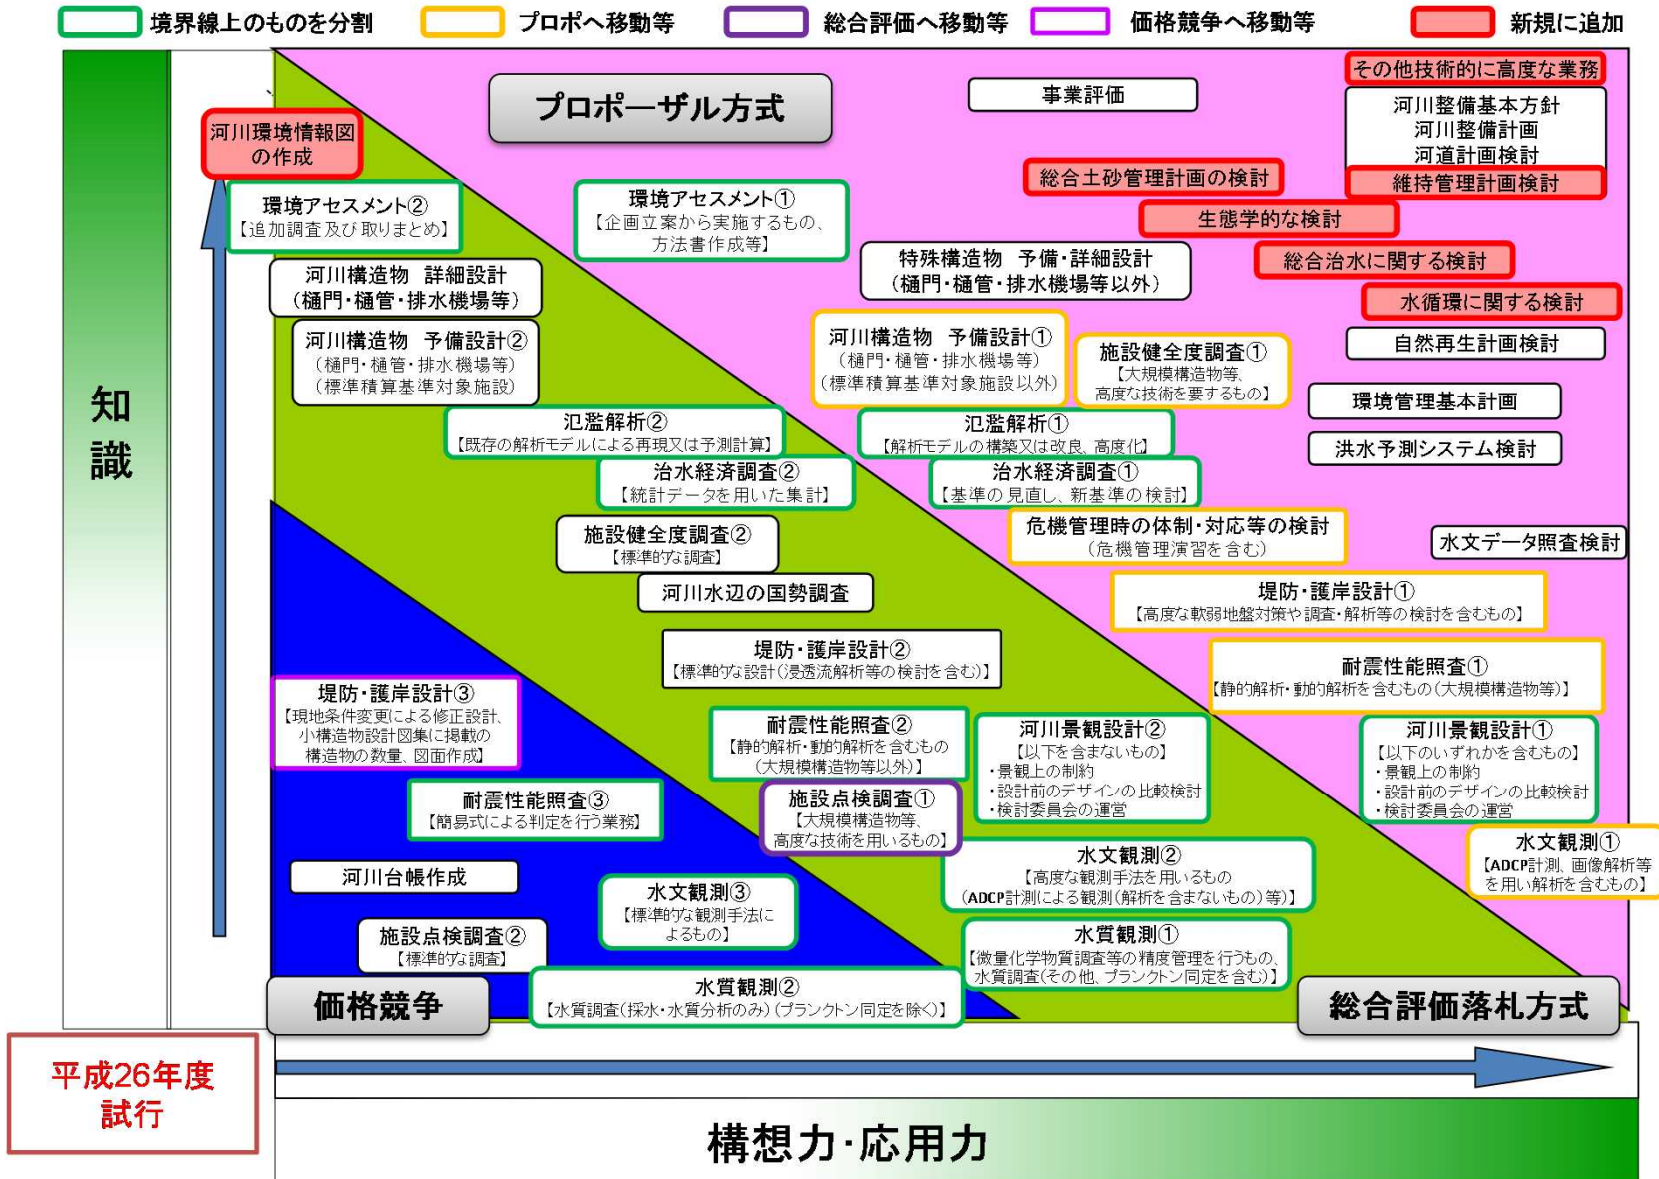 境界線上のものを分割
プロポへ移動等
総合評価へ移動等
価格競争へ移動等
新規に追加
プロポーザル方式
事業評価
その他技術的に高度な業務
河川整備基本方針
河川整備計画
河道計画検討
維持管理計画検討
河川環境情報図
の作成
総合土砂管理計画の検討
生態学的な検討
総合治水に関する検討
水循環に関する検討
環境アセスメント②
【追加調査及び取りまとめ】
環境アセスメント①
【企画立案から実施するもの、
方法書作成等】
河川構造物 詳細設計
(樋門・樋管・排水機場等)
特殊構造物 予備・詳細設計
(樋門・樋管・排水機場等以外)
河川構造物 予備設計②
(樋門・樋管・排水機場等)
(標準積算基準対象施設)
河川構造物 予備設計①
(樋門・樋管・排水機場等)
(標準積算基準対象施設以外)
施設健全度調査①
【大規模構造物等、
高度な技術を要するもの】
自然再生計画検討
環境管理基本計画
洪水予測システム検討
氾濫解析②
【既存の解析モデルによる再現又は予測計算】
氾濫解析①
【解析モデルの構築又は改良、高度化】
治水経済調査②
【統計データを用いた集計】
治水経済調査①
【基準の見直し、新基準の検討】
施設健全度調査②
【標準的な調査】
危機管理時の体制・対応等の検討
(危機管理演習を含む)
水文データ照査検討
河川水辺の国勢調査
堤防・護岸設計①
【高度な軟弱地盤対策や調査・解析等の検討を含むもの】
堤防・護岸設計②
【標準的な設計(浸透流解析等の検討を含む)】
耐震性能照査①
【静的解析・動的解析を含むもの(大規模構造物等)】
堤防・護岸設計③
【現地条件変更による修正設計、
小構造物設計図集に掲載の
構造物の数量、図面作成】
耐震性能照査②
【静的解析・動的解析を含むもの
(大規模構造物等以外)】
河川景観設計②
【以下を含まないもの】
・景観上の制約
・設計前のデザインの比較検討
・検討委員会の運営
河川景観設計①
【以下のいずれかを含むもの】
・景観上の制約
・設計前のデザインの比較検討
・検討委員会の運営
耐震性能照査③
【簡易式による判定を行う業務】
施設点検調査①
【大規模構造物等、
高度な技術を用いるもの】
水文観測①
【ADCP計測、画像解析等
を用い解析を含むもの】
水文観測②
【高度な観測手法を用いるもの
(ADCP計測による観測(解析を含まないもの)等)】
河川台帳作成
水文観測③
【標準的な観測手法に
よるもの】
施設点検調査②
【標準的な調査】
水質観測①
【微量化学物質調査等の精度管理を行うもの、
水質調査(その他、プランクトン同定を含む)】
水質観測②
【水質調査(採水・水質分析のみ)(プランクトン同定を除く)】
価格競争
総合評価落札方式
知
識
平成26年度
試行
構想力・応用力